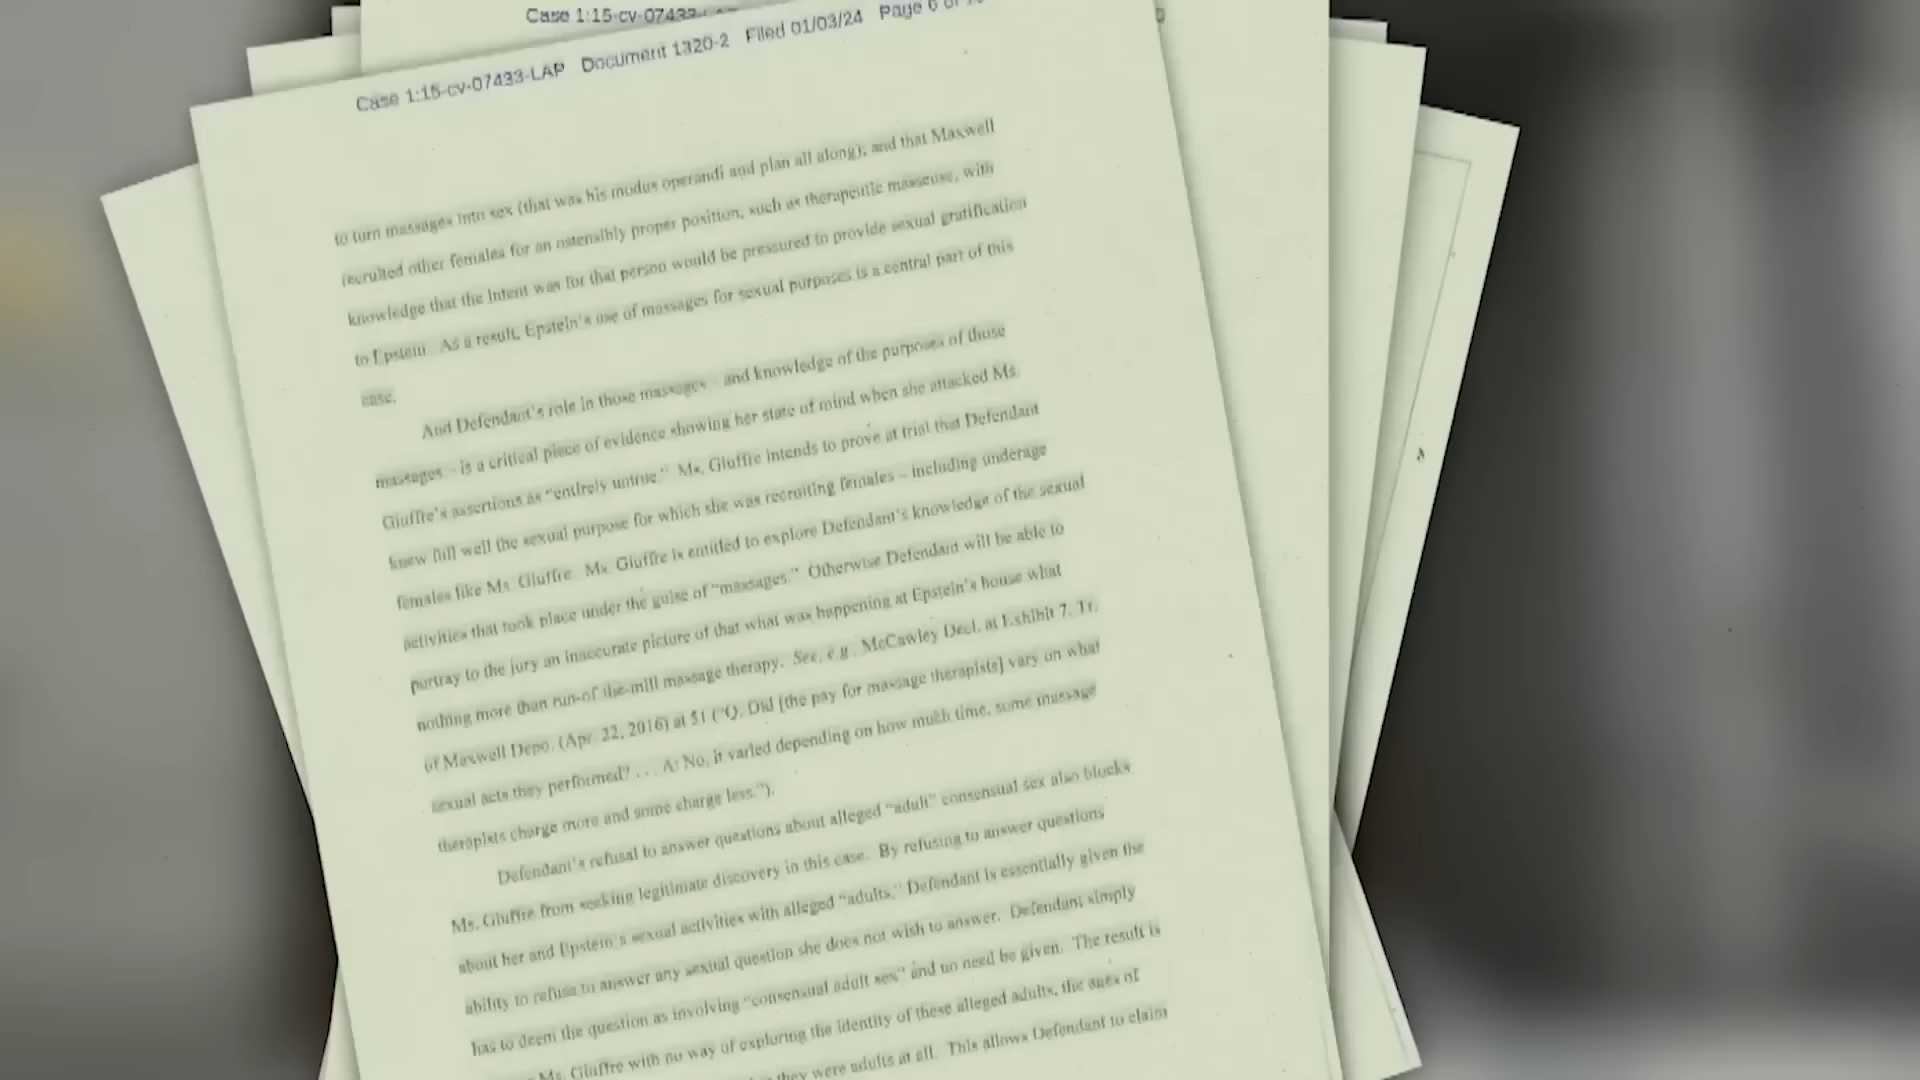 Case 1:15-cv-07433-
Case 1:15-cv-07433-LAP Document 1320-2 Filed 01/03/24 Page 6 of
to turn massages into sex (that was his modus operandi and plan all along); and that Maxwell
recruited other females for an ostensibly proper position, such as therapeutic masseuse, with
knowledge that the intent was for that person would be pressured to provide sexual gratification
to Epstein. As a result, Epstein's use of massages for sexual purposes is a central part of this
case.
And Defendant's role in those massages – and knowledge of the purposes of those
massages – is a critical piece of evidence showing her state of mind when she attacked Ms.
Giuffre's assertions as "entirely untrue." Ms. Giuffre intends to prove at trial that Defendant
knew full well the sexual purpose for which she was recruiting females – including underage
females like Ms. Giuffre. Ms. Giuffre is entitled to explore Defendant's knowledge of the sexual
activities that took place under the guise of "massages." Otherwise Defendant will be able to
portray to the jury an inaccurate picture of that what was happening at Epstein's house what
nothing more than run-of-the-mill massage therapy. See, e.g., McCawley Decl. at Exhibit 7, Tr.
of Maxwell Depo. (Apr. 22, 2016) at 51 ("Q. Did [the pay for massage therapists] vary on what
sexual acts they performed? . . . A: No, it varied depending on how much time, some massage
therapists charge more and some charge less.").
Defendant's refusal to answer questions about alleged "adult" consensual sex also blocks
Ms. Giuffre from seeking legitimate discovery in this case. By refusing to answer questions
about her and Epstein's sexual activities with alleged "adults," Defendant is essentially given the
ability to refuse to answer any sexual question she does not wish to answer. Defendant simply
has to deem the question as involving "consensual adult sex" and no need be given. The result is
Ms. Giuffre with no way of exploring the identity of these alleged adults, the ages of
they were adults at all. This allows Defendant to claim